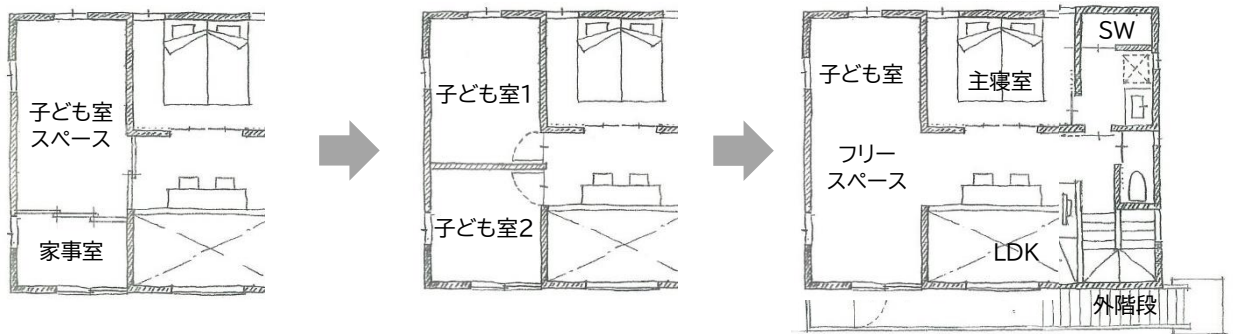 子ども室
スペース
家事室
子ども室1
子ども室2
SW
子ども室
主寝室
フリー
スペース
LDK
外階段